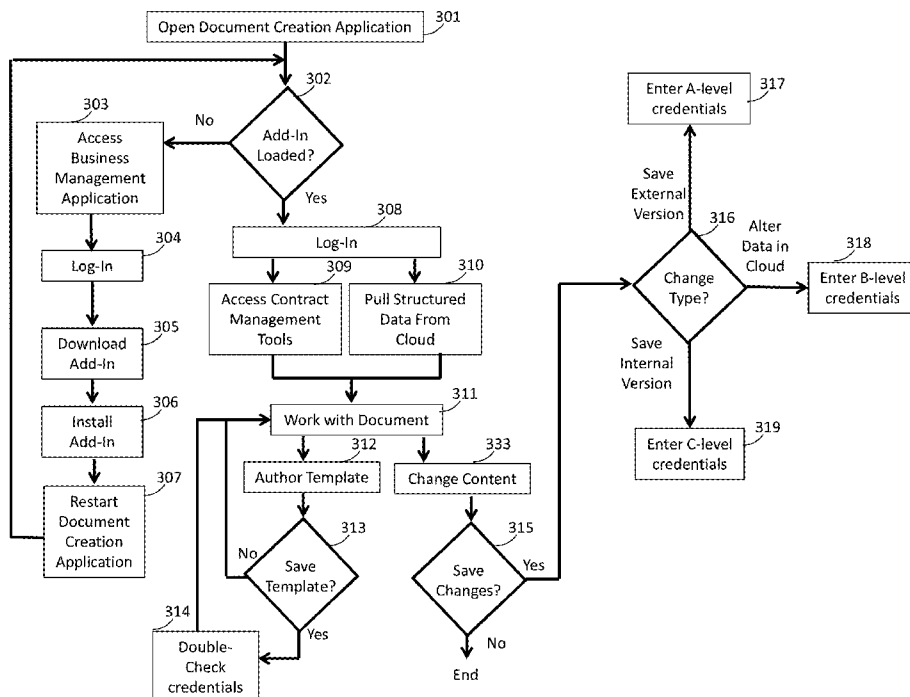 Open Document Creation Application
301
302
Add-In
Loaded?
No
Yes
303
Access
Business
Management
Application
304
Log-In
305
Download
Add-In
306
Install
Add-In
307
Restart
Document
Creation
Application
308
Log-In
309
Access Contract
Management
Tools
310
Pull Structured
Data From
Cloud
311
Work with Document
312
Author Template
313
Save
Template?
No
Yes
314
Double-
Check
credentials
333
Change Content
315
Save
Changes?
Yes
No
End
316
Change
Type?
Save
External
Version
317
Enter A-level
credentials
Alter
Data in
Cloud
318
Enter B-level
credentials
Save
Internal
Version
319
Enter C-level
credentials